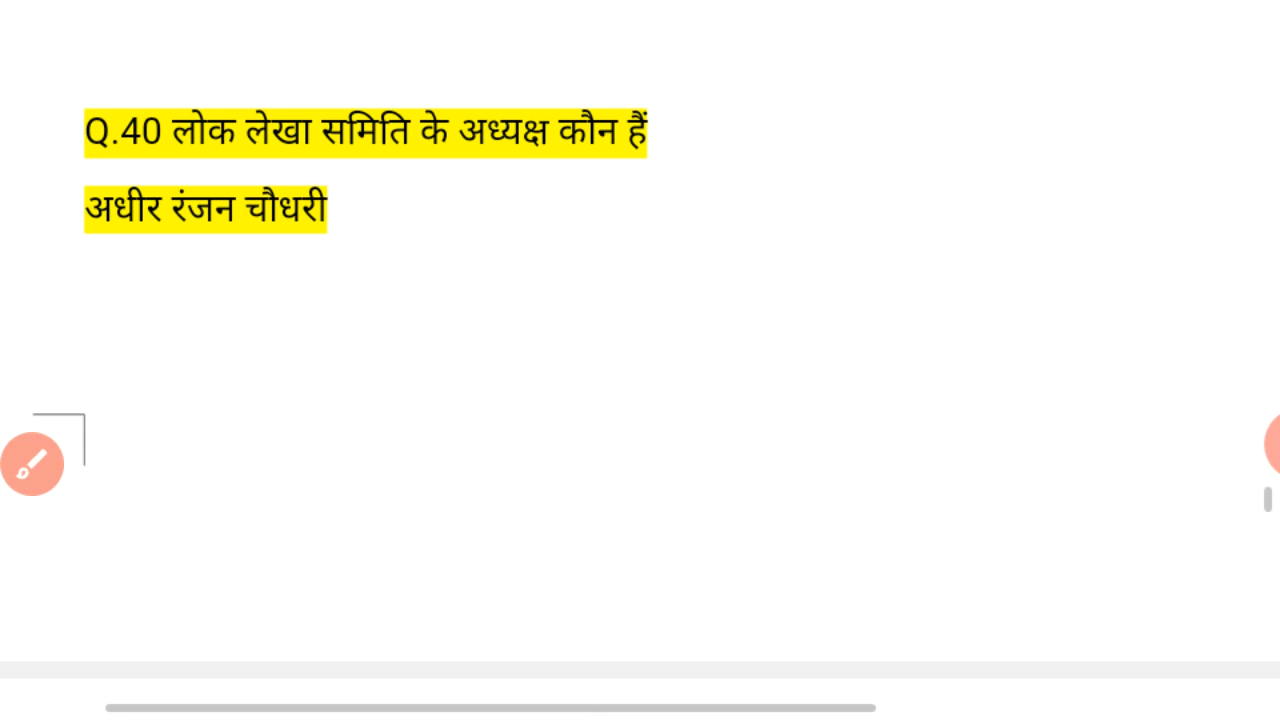 Q.40 लोक लेखा समिति के अध्यक्ष कौन हैं
अधीर रंजन चौधरी